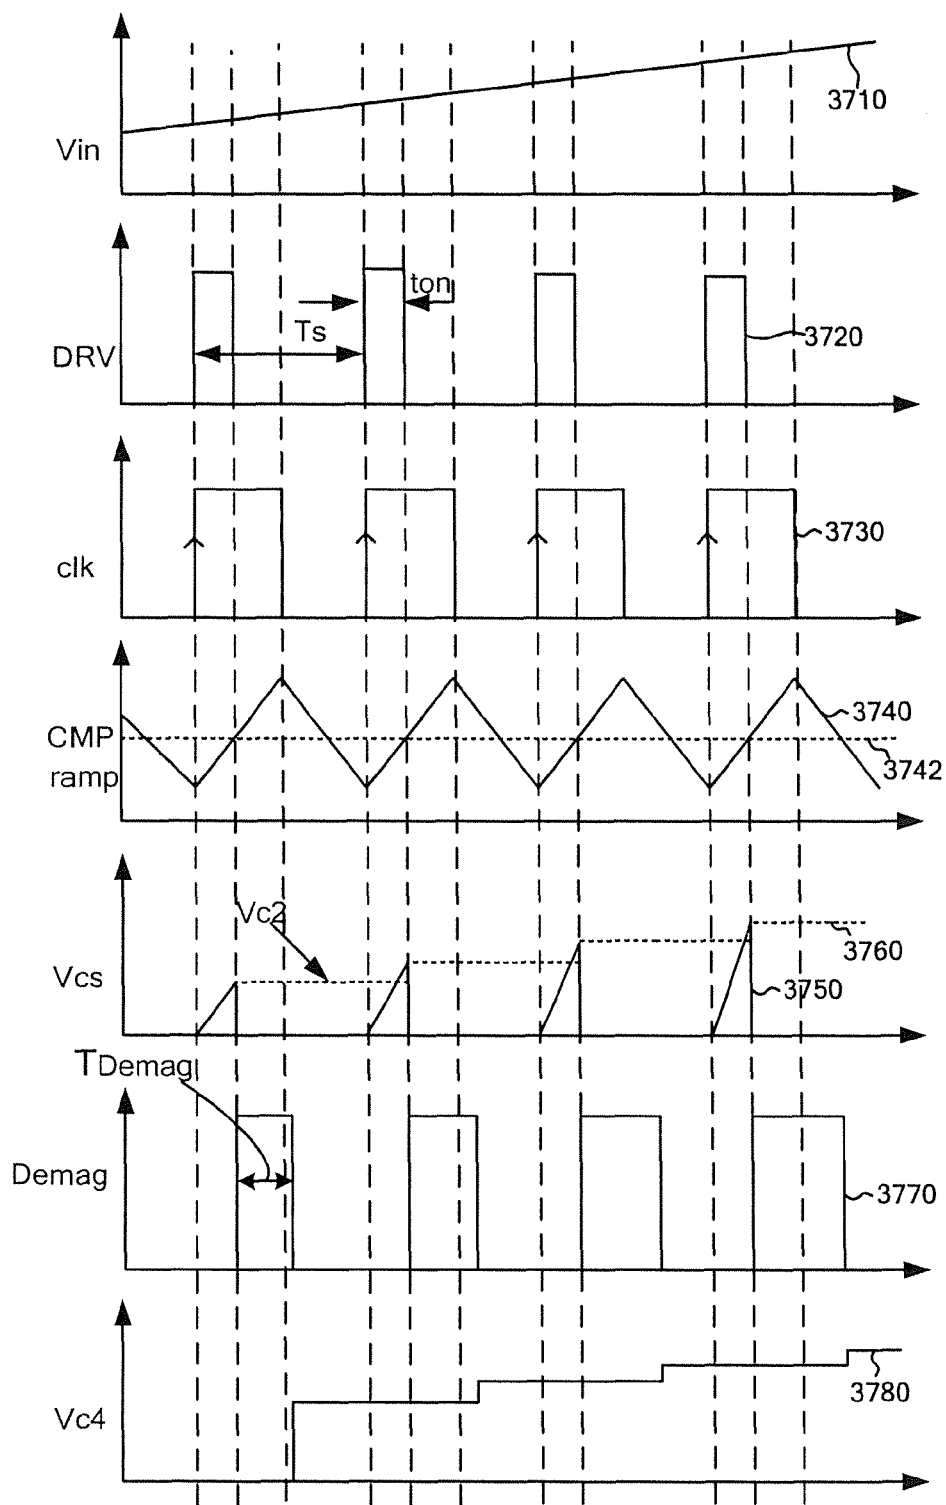 3710
Vin
ton
Ts
3720
DRV
3730
clk
3740
CMP
3742
ramp
Vc2
3760
Vcs
3750
TDemag
Demag
3770
3780
Vc4